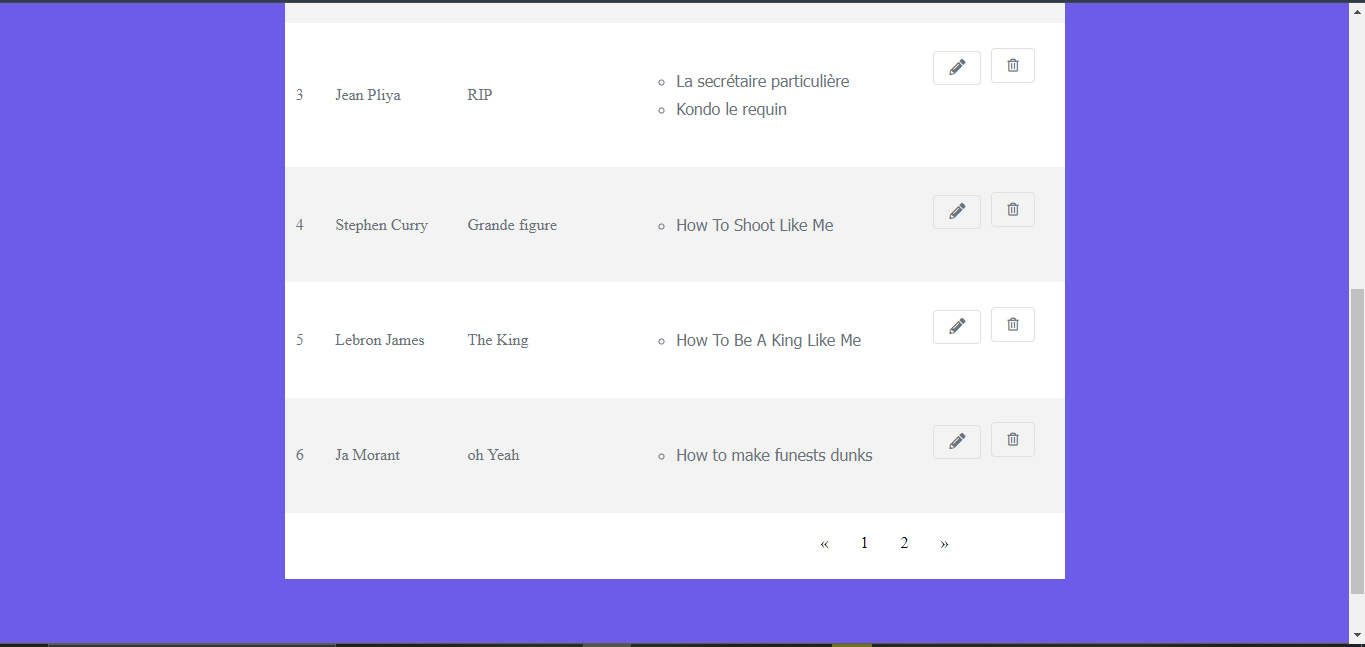 3 Jean Pliya RIP La secrétaire particulière
Kondo le requin
4 Stephen Curry Grande figure How To Shoot Like Me
5 Lebron James The King How To Be A King Like Me
6 Ja Morant oh Yeah How to make funests dunks
« 1 2 »